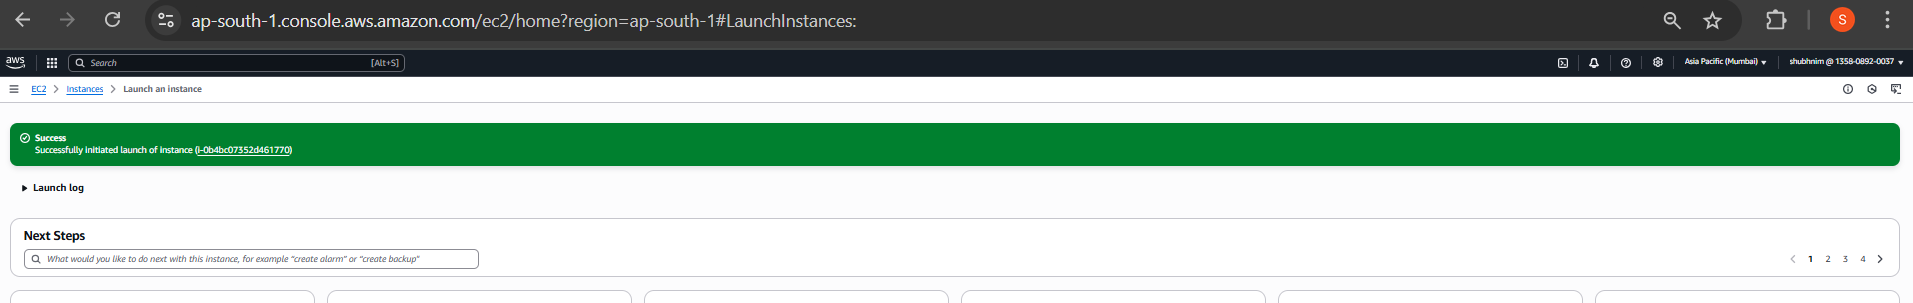 ap-south-1.console.aws.amazon.com/ec2/home?region=ap-south-1#LaunchInstances:
S
aws
Search
[Alt+S]
Asia Pacific (Mumbai)
shubhnim @ 1358-0892-0037
EC2
Instances
Launch an instance
Success
Successfully initiated launch of instance (i-0b4bc07352d461770)
Launch log
Next Steps
What would you like to do next with this instance, for example "create alarm" or "create backup"
1 2 3 4